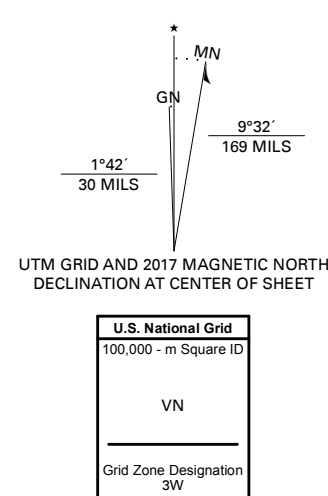 ★
MN
GN
9°32´
169 MILS
1°42´
30 MILS
UTM GRID AND 2017 MAGNETIC NORTH
DECLINATION AT CENTER OF SHEET
U.S. National Grid
100,000 - m Square ID
VN
Grid Zone Designation
3W